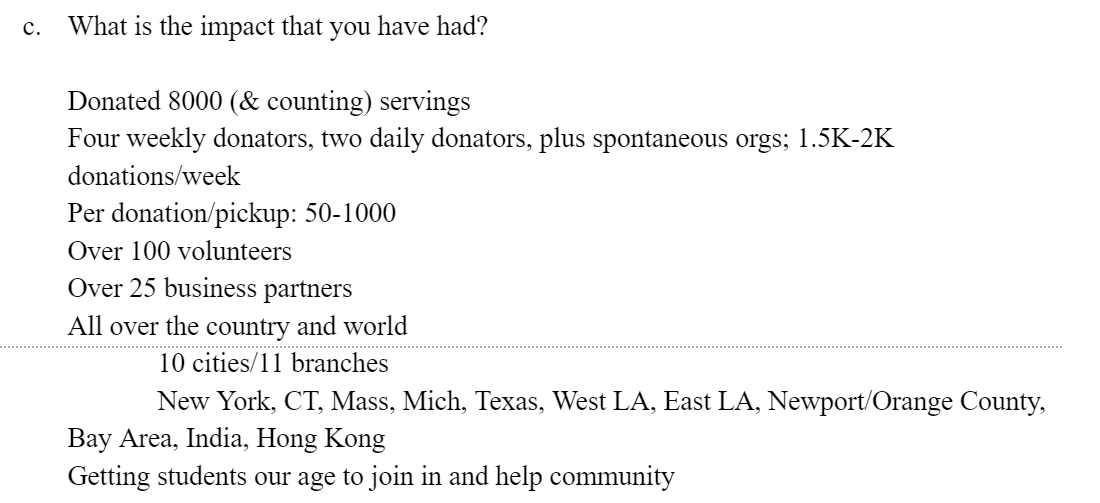 c. What is the impact that you have had?
Donated 8000 (& counting) servings
Four weekly donators, two daily donators, plus spontaneous orgs; 1.5K-2K
donations/week
Per donation/pickup: 50-1000
Over 100 volunteers
Over 25 business partners
All over the country and world
10 cities/11 branches
New York, CT, Mass, Mich, Texas, West LA, East LA, Newport/Orange County,
Bay Area, India, Hong Kong
Getting students our age to join in and help community